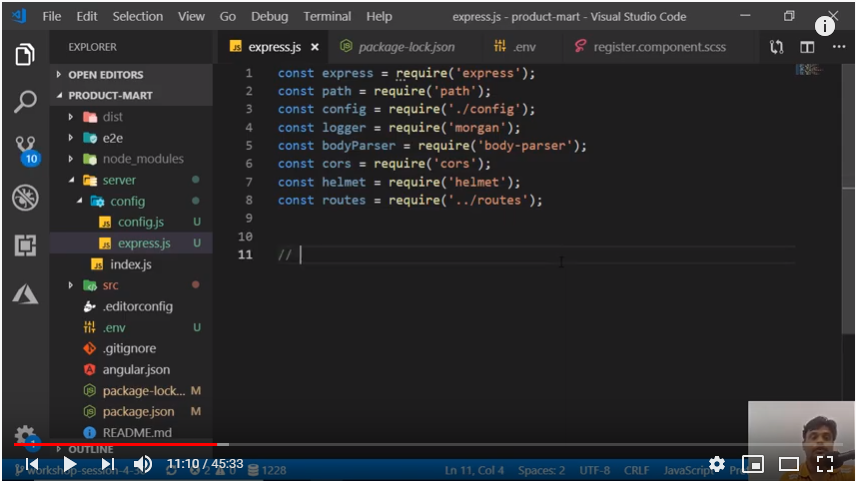 File Edit Selection View Go Debug Terminal Help express.js - product-mart - Visual Studio Code
EXPLORER
express.js
package-lock.json
.env
register.component.scss
OPEN EDITORS
PRODUCT-MART
dist
e2e
node_modules
server
config
config.js U
express.js U
index.js
src
.editorconfig
.env U
.gitignore
angular.json
package-lock... M
package.json M
README.md
OUTLINE
10
1 const express = require('express');
2 const path = require('path');
3 const config = require('./config');
4 const logger = require('morgan');
5 const bodyParser = require('body-parser');
6 const cors = require('cors');
7 const helmet = require('helmet');
8 const routes = require('../routes');
9
10
11 //
11:10 / 45:33
workshop-session-4-5
2 0 1228
Ln 11, Col 4 Spaces: 2 UTF-8 CRLF JavaScript